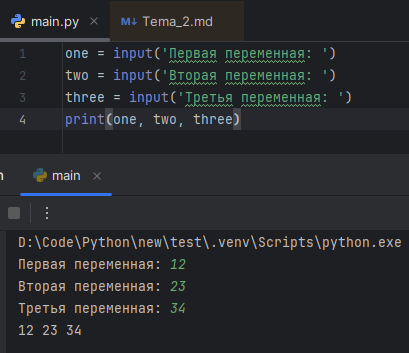 main.py
Tema_2.md
1 one = input('Первая переменная: ')
2 two = input('Вторая переменная: ')
3 three = input('Третья переменная: ')
4 print(one, two, three)
n
main
D:\Code\Python\new\test\.venv\Scripts\python.exe
Первая переменная: 12
Вторая переменная: 23
Третья переменная: 34
12 23 34